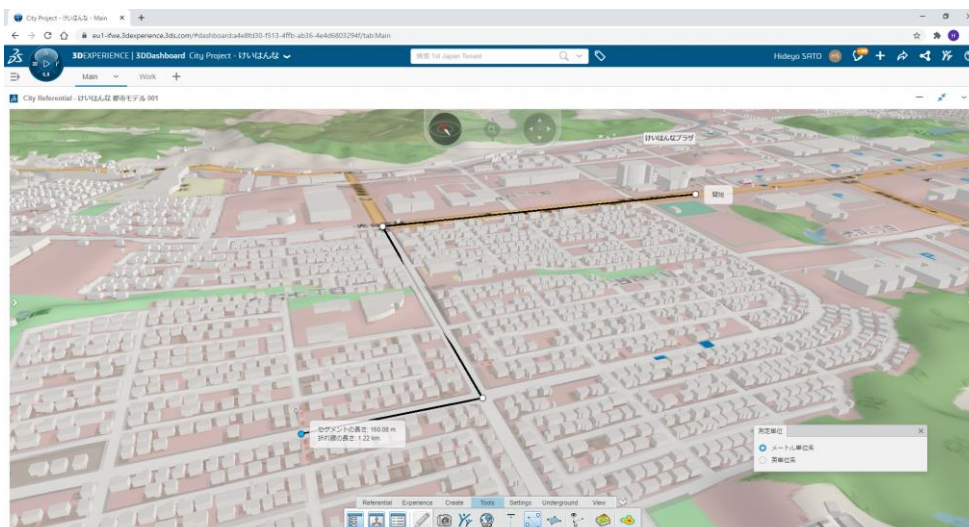 City Project - けいはんな - Main
eu1-ifwe.3dexperience.3ds.com/#dashboard:a4e8fd30-f513-4ffb-ab36-4e4d6803294f/tab:Main
3DEXPERIENCE | 3DDashboard City Project - けいはんな
検索 1st Japan Tenant
Hideyo SATO
Main
Work
City Referential - けいはんな 都市モデル 001
けいはんなプラザ
開始
セグメントの長さ: 160.08 m
折れ線の長さ: 1.22 km
測定単位
メートル単位系
英単位系
Referential Experience Create Tools Settings Underground View